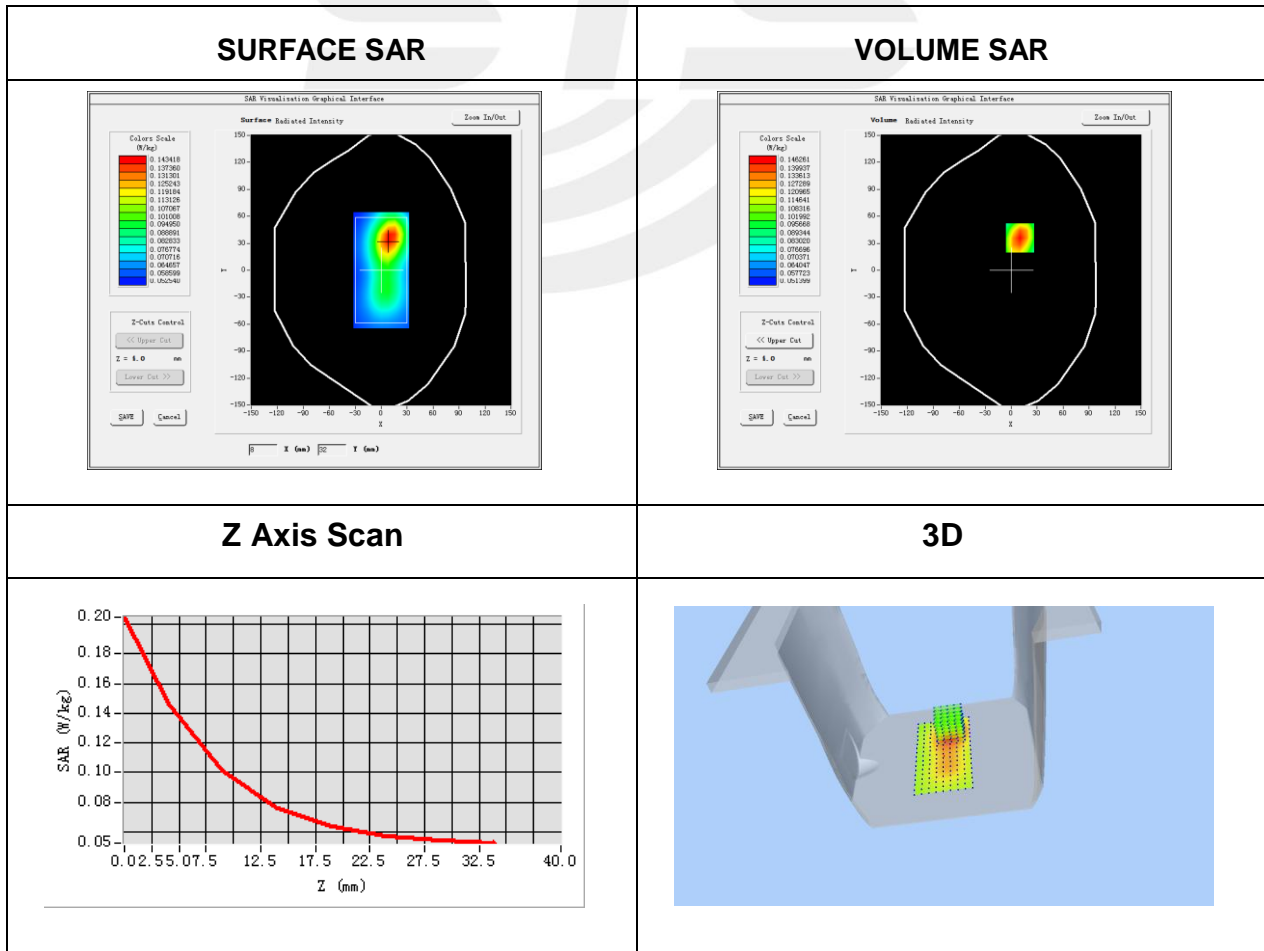 SURFACE SAR
SAR Visualisation Graphical Interface
Surface Radiated Intensity
Zoom In/Out
Colors Scale
(W/kg)
0.143418
0.137360
0.131301
0.125243
0.119184
0.113126
0.107067
0.101008
0.094950
0.088891
0.082833
0.076774
0.070716
0.064657
0.058599
0.052540
Z-Cuts Control
<< Upper Cut
Z = mm
Lower Cut >>
SAVE Cancel
150
120
90
60
30
0
-30
-60
-90
-120
-150
Y
-150 -120 -90 -60 -30 0 30 60 90 120 150
X
8 X (mm) 32 Y (mm)
VOLUME SAR
SAR Visualisation Graphical Interface
Volume Radiated Intensity
Zoom In/Out
Colors Scale
(W/kg)
0.146261
0.139937
0.133613
0.127289
0.120965
0.114641
0.108316
0.101992
0.095668
0.089344
0.083020
0.076696
0.070371
0.064047
0.057723
0.051399
Z-Cuts Control
<< Upper Cut
Z = mm
Lower Cut >>
SAVE Cancel
150
120
90
60
30
0
-30
-60
-90
-120
-150
Y
-150 -120 -90 -60 -30 0 30 60 90 120 150
X
Z Axis Scan
0.20
0.18
0.16
0.14
0.12
0.10
0.08
0.05
SAR (W/kg)
0.0 2.5 5.0 7.5 12.5 17.5 22.5 27.5 32.5 40.0
Z (mm)
3D